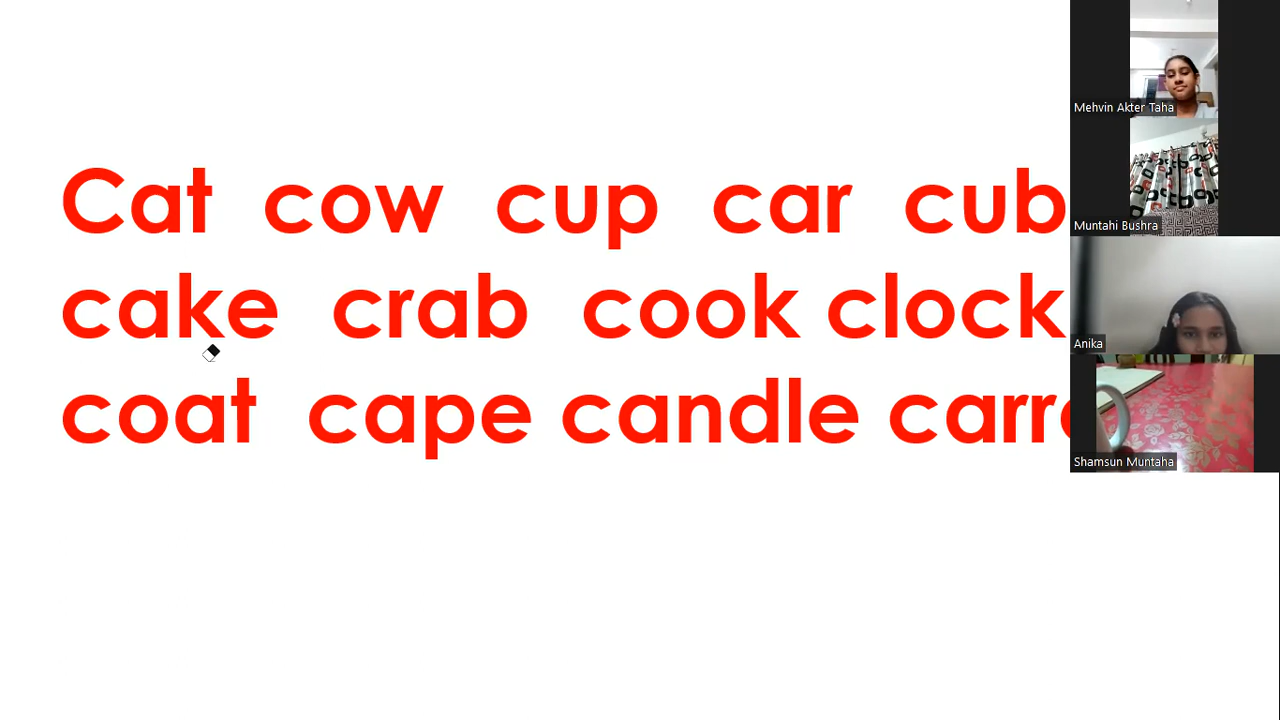 Cat cow cup car cub
cake crab cook clock
coat cape candle
Mehvin Akter Taha
Muntahi Bushra
Anika
Shamsun Muntaha